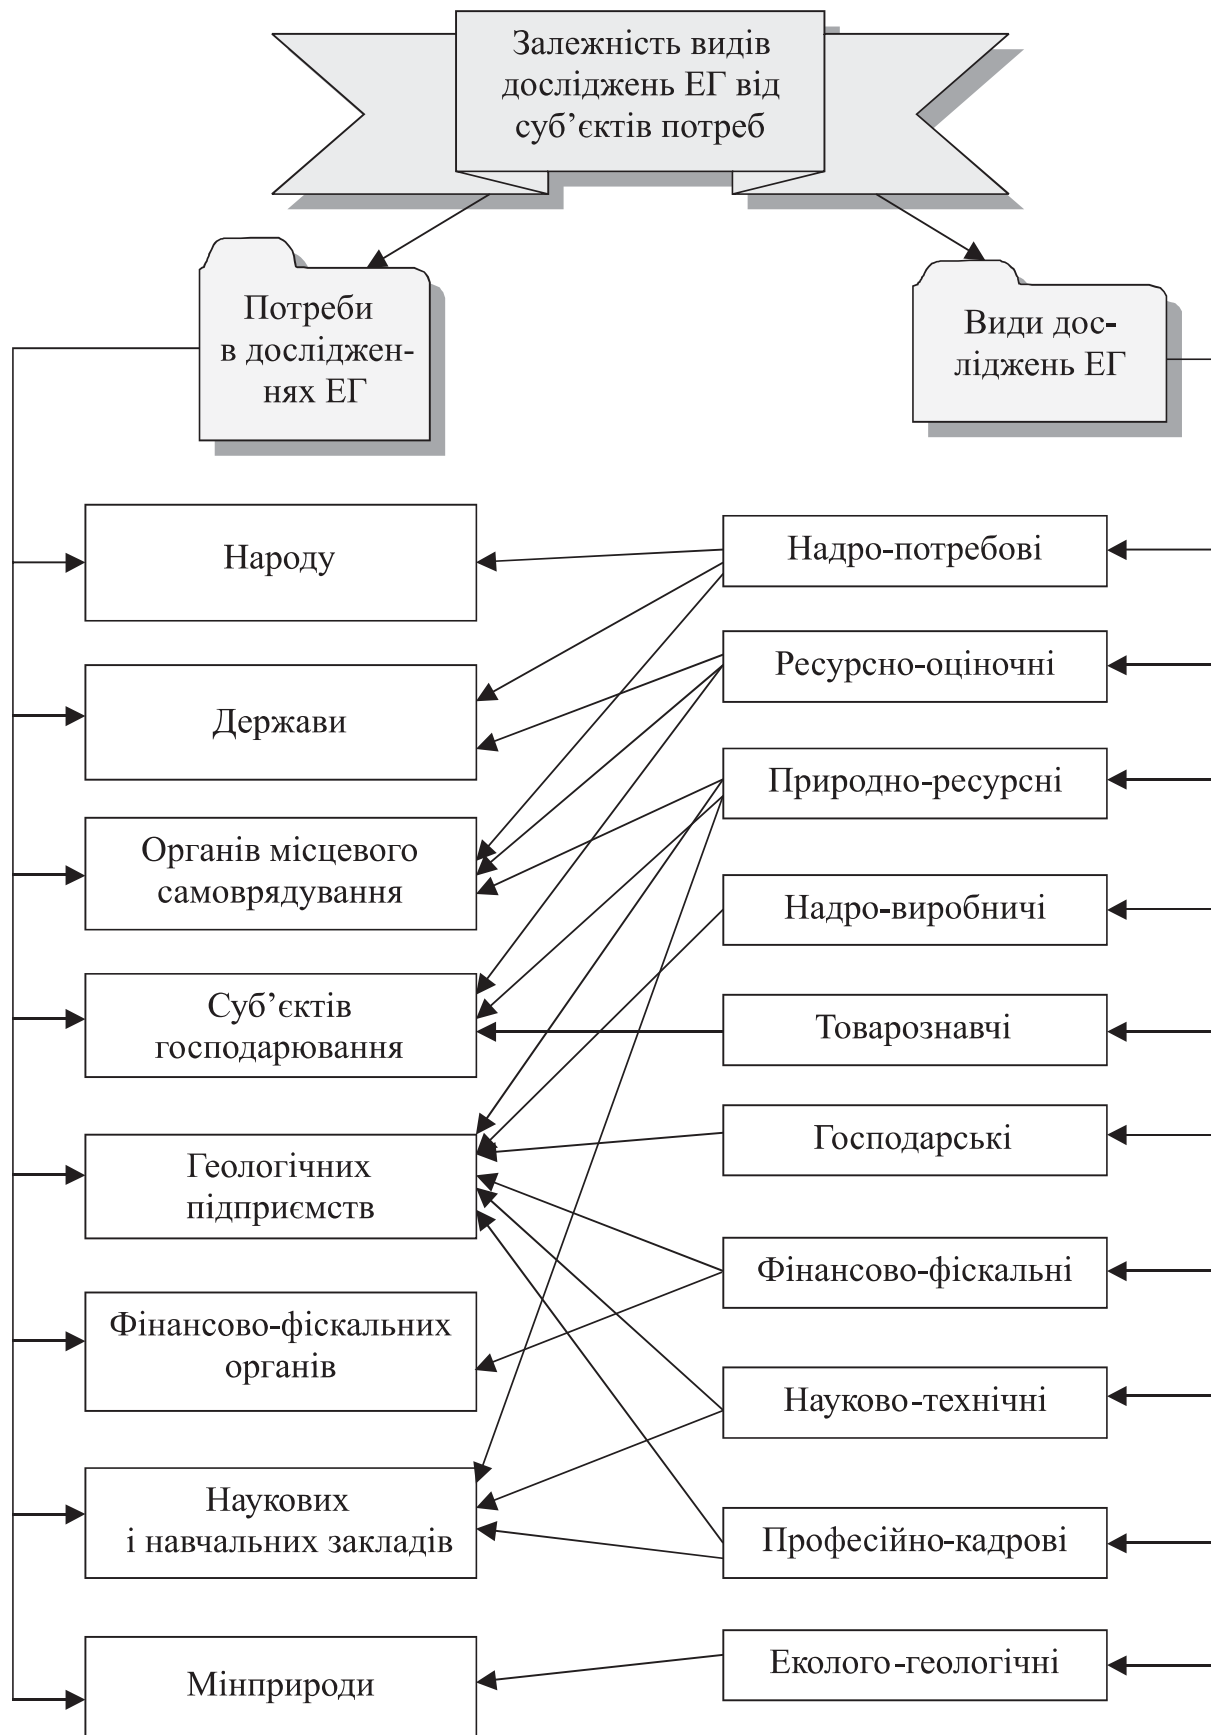 Залежність видів
досліджень ЕГ від
суб’єктів потреб
Потреби
в дослідже­н-
нях ЕГ
Види дос-
ліджень ЕГ
Народу
Держави
Органів місцевого
самоврядування
Суб’єктів
господарювання
Геологічних
підприємств
Фінансово-фіскальних
органів
Наукових
і навчальних закладів
Мінприроди
Надро-потребові
Ресурсно-оціночні
Природно-ресурсні
Надро-виробничі
Товарознавчі
Господарські
Фінансово-фіскальні
Науково-технічні
Професійно-кадрові
Еколого-геологічні